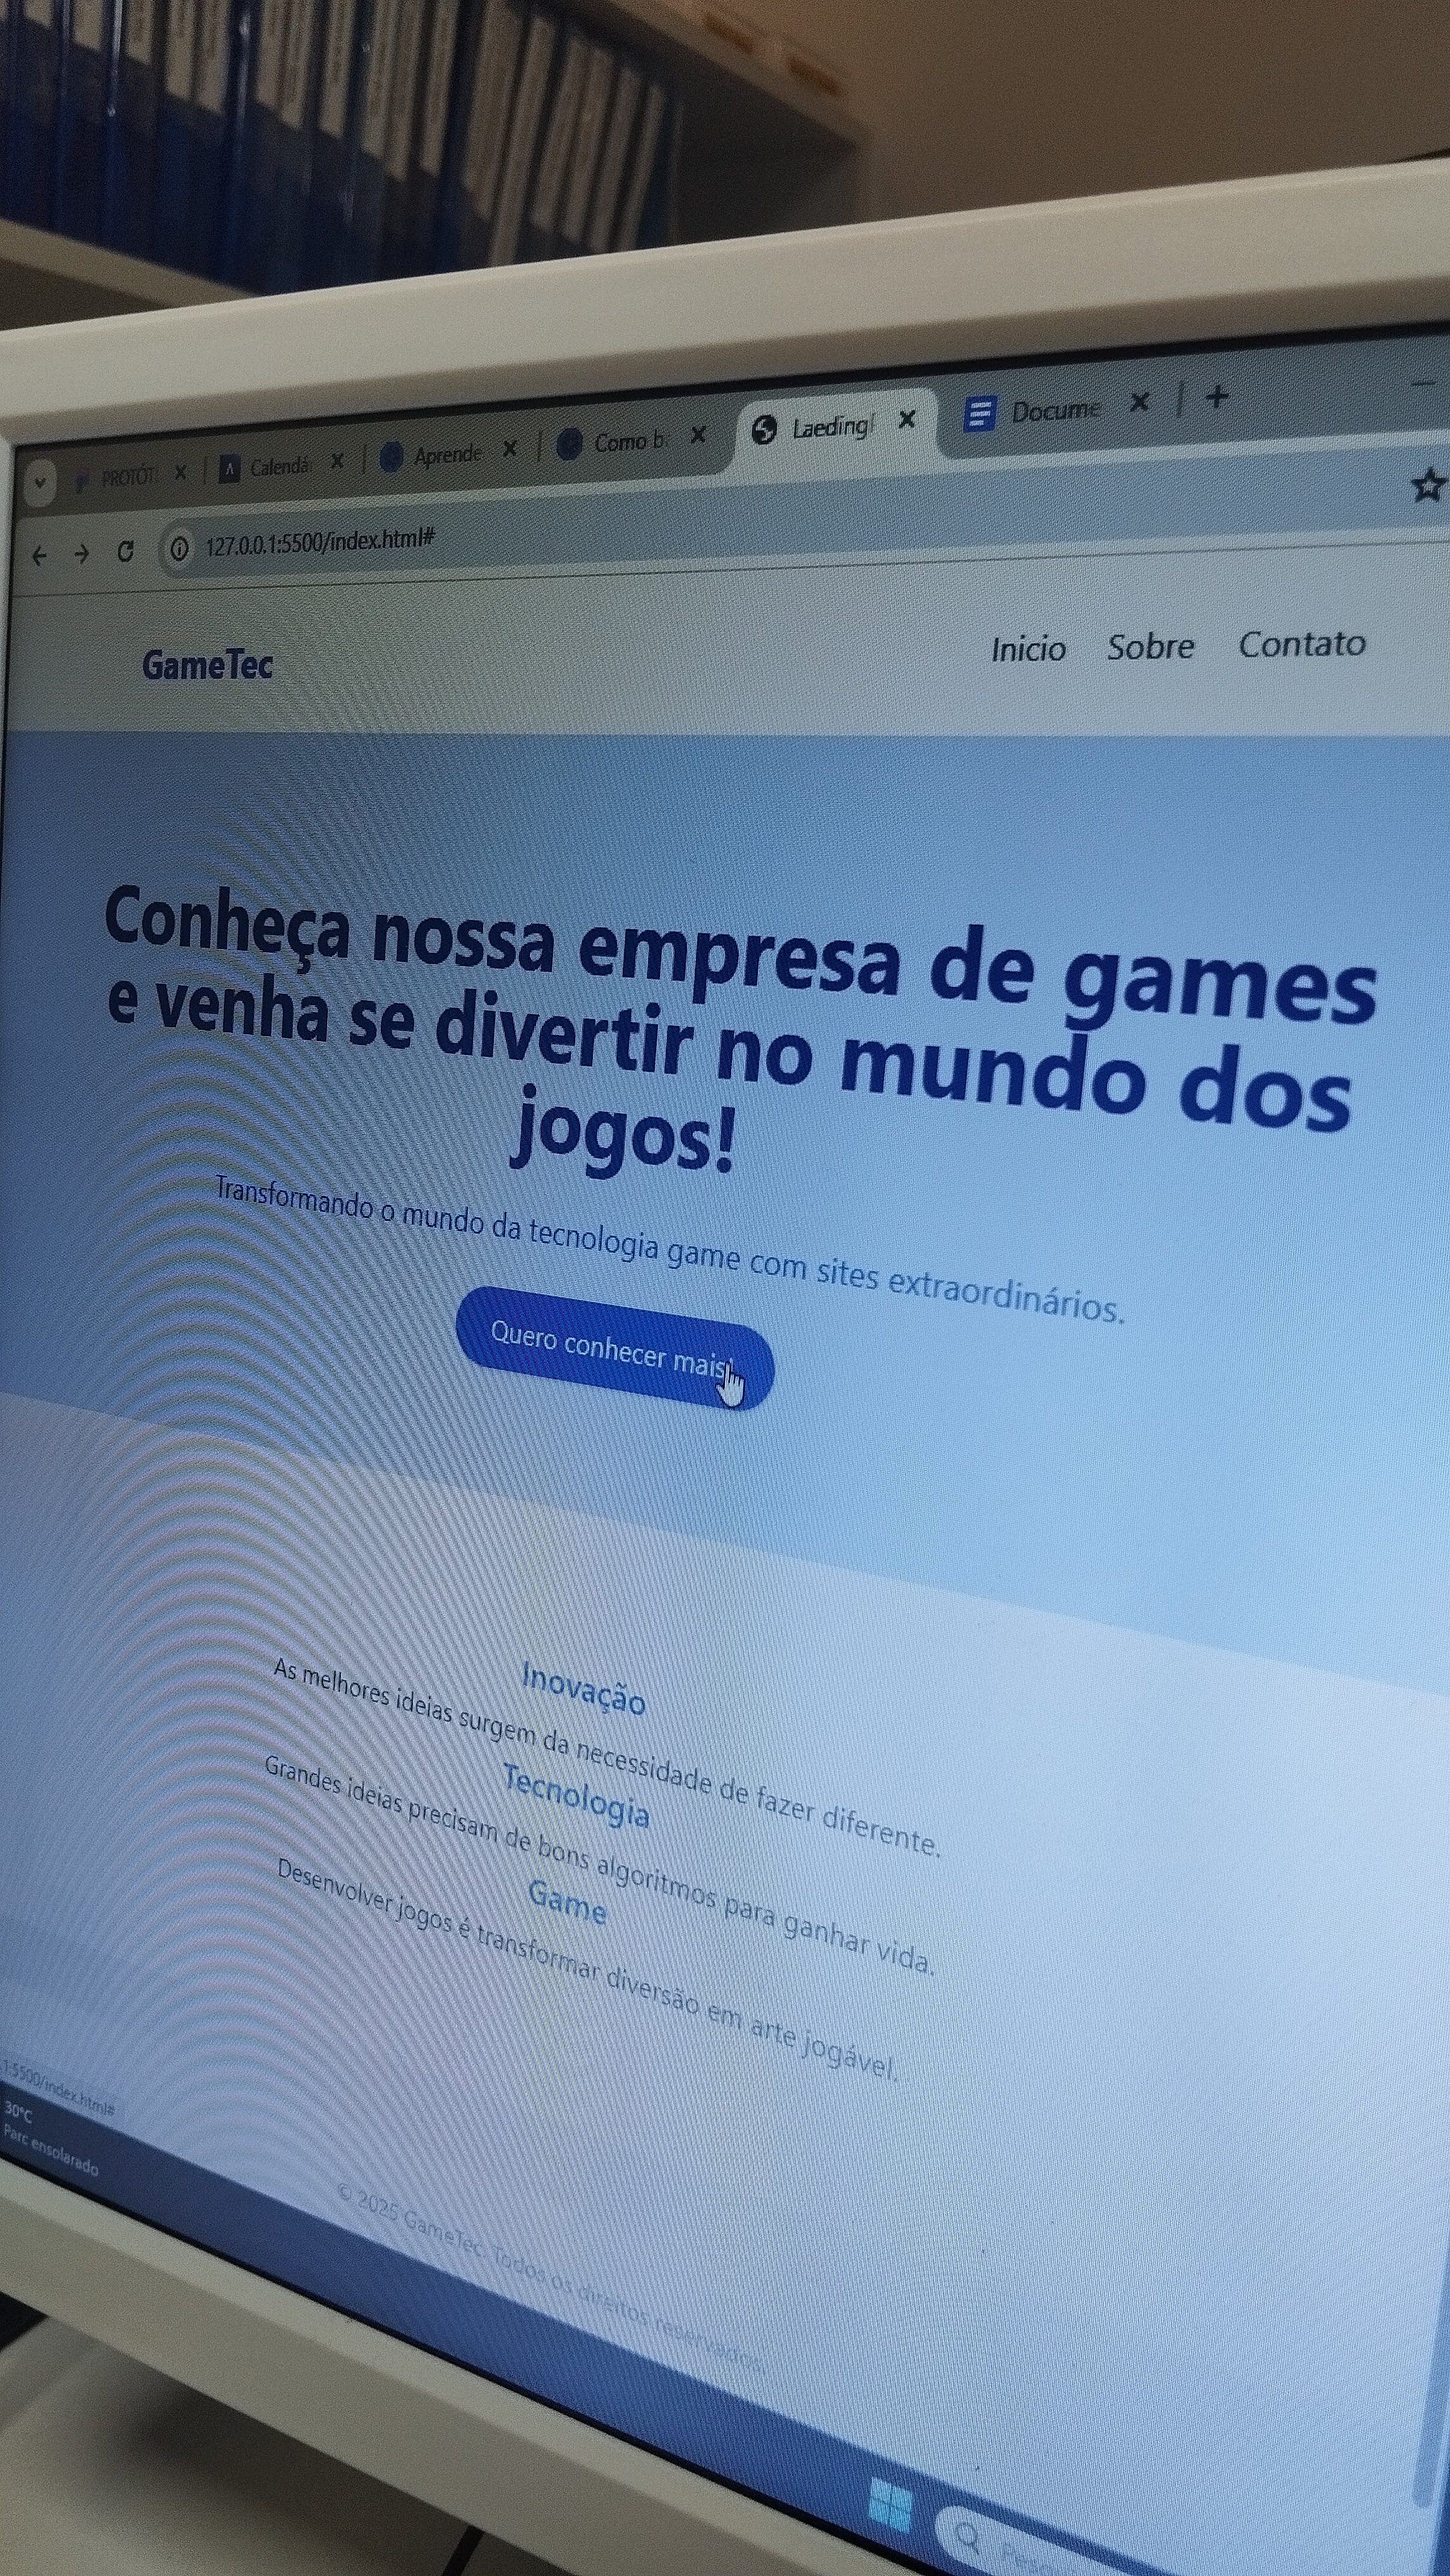 PROTÓT
Calendá
Aprende
Como b
Laeding
Docume
127.0.0.1:5500/index.html#
GameTec
Inicio Sobre Contato
Conheça nossa empresa de games
e venha se divertir no mundo dos
jogos!
Transformando o mundo da tecnologia game com sites extraordinários.
Quero conhecer mais!
Inovação
As melhores ideias surgem da necessidade de fazer diferente.
Tecnologia
Grandes ideias precisam de bons algoritmos para ganhar vida.
Game
Desenvolver jogos é transformar diversão em arte jogável.
.1:5500/index.html#
© 2025 GameTec. Todos os direitos reservados.
30°C
Parc ensolarado